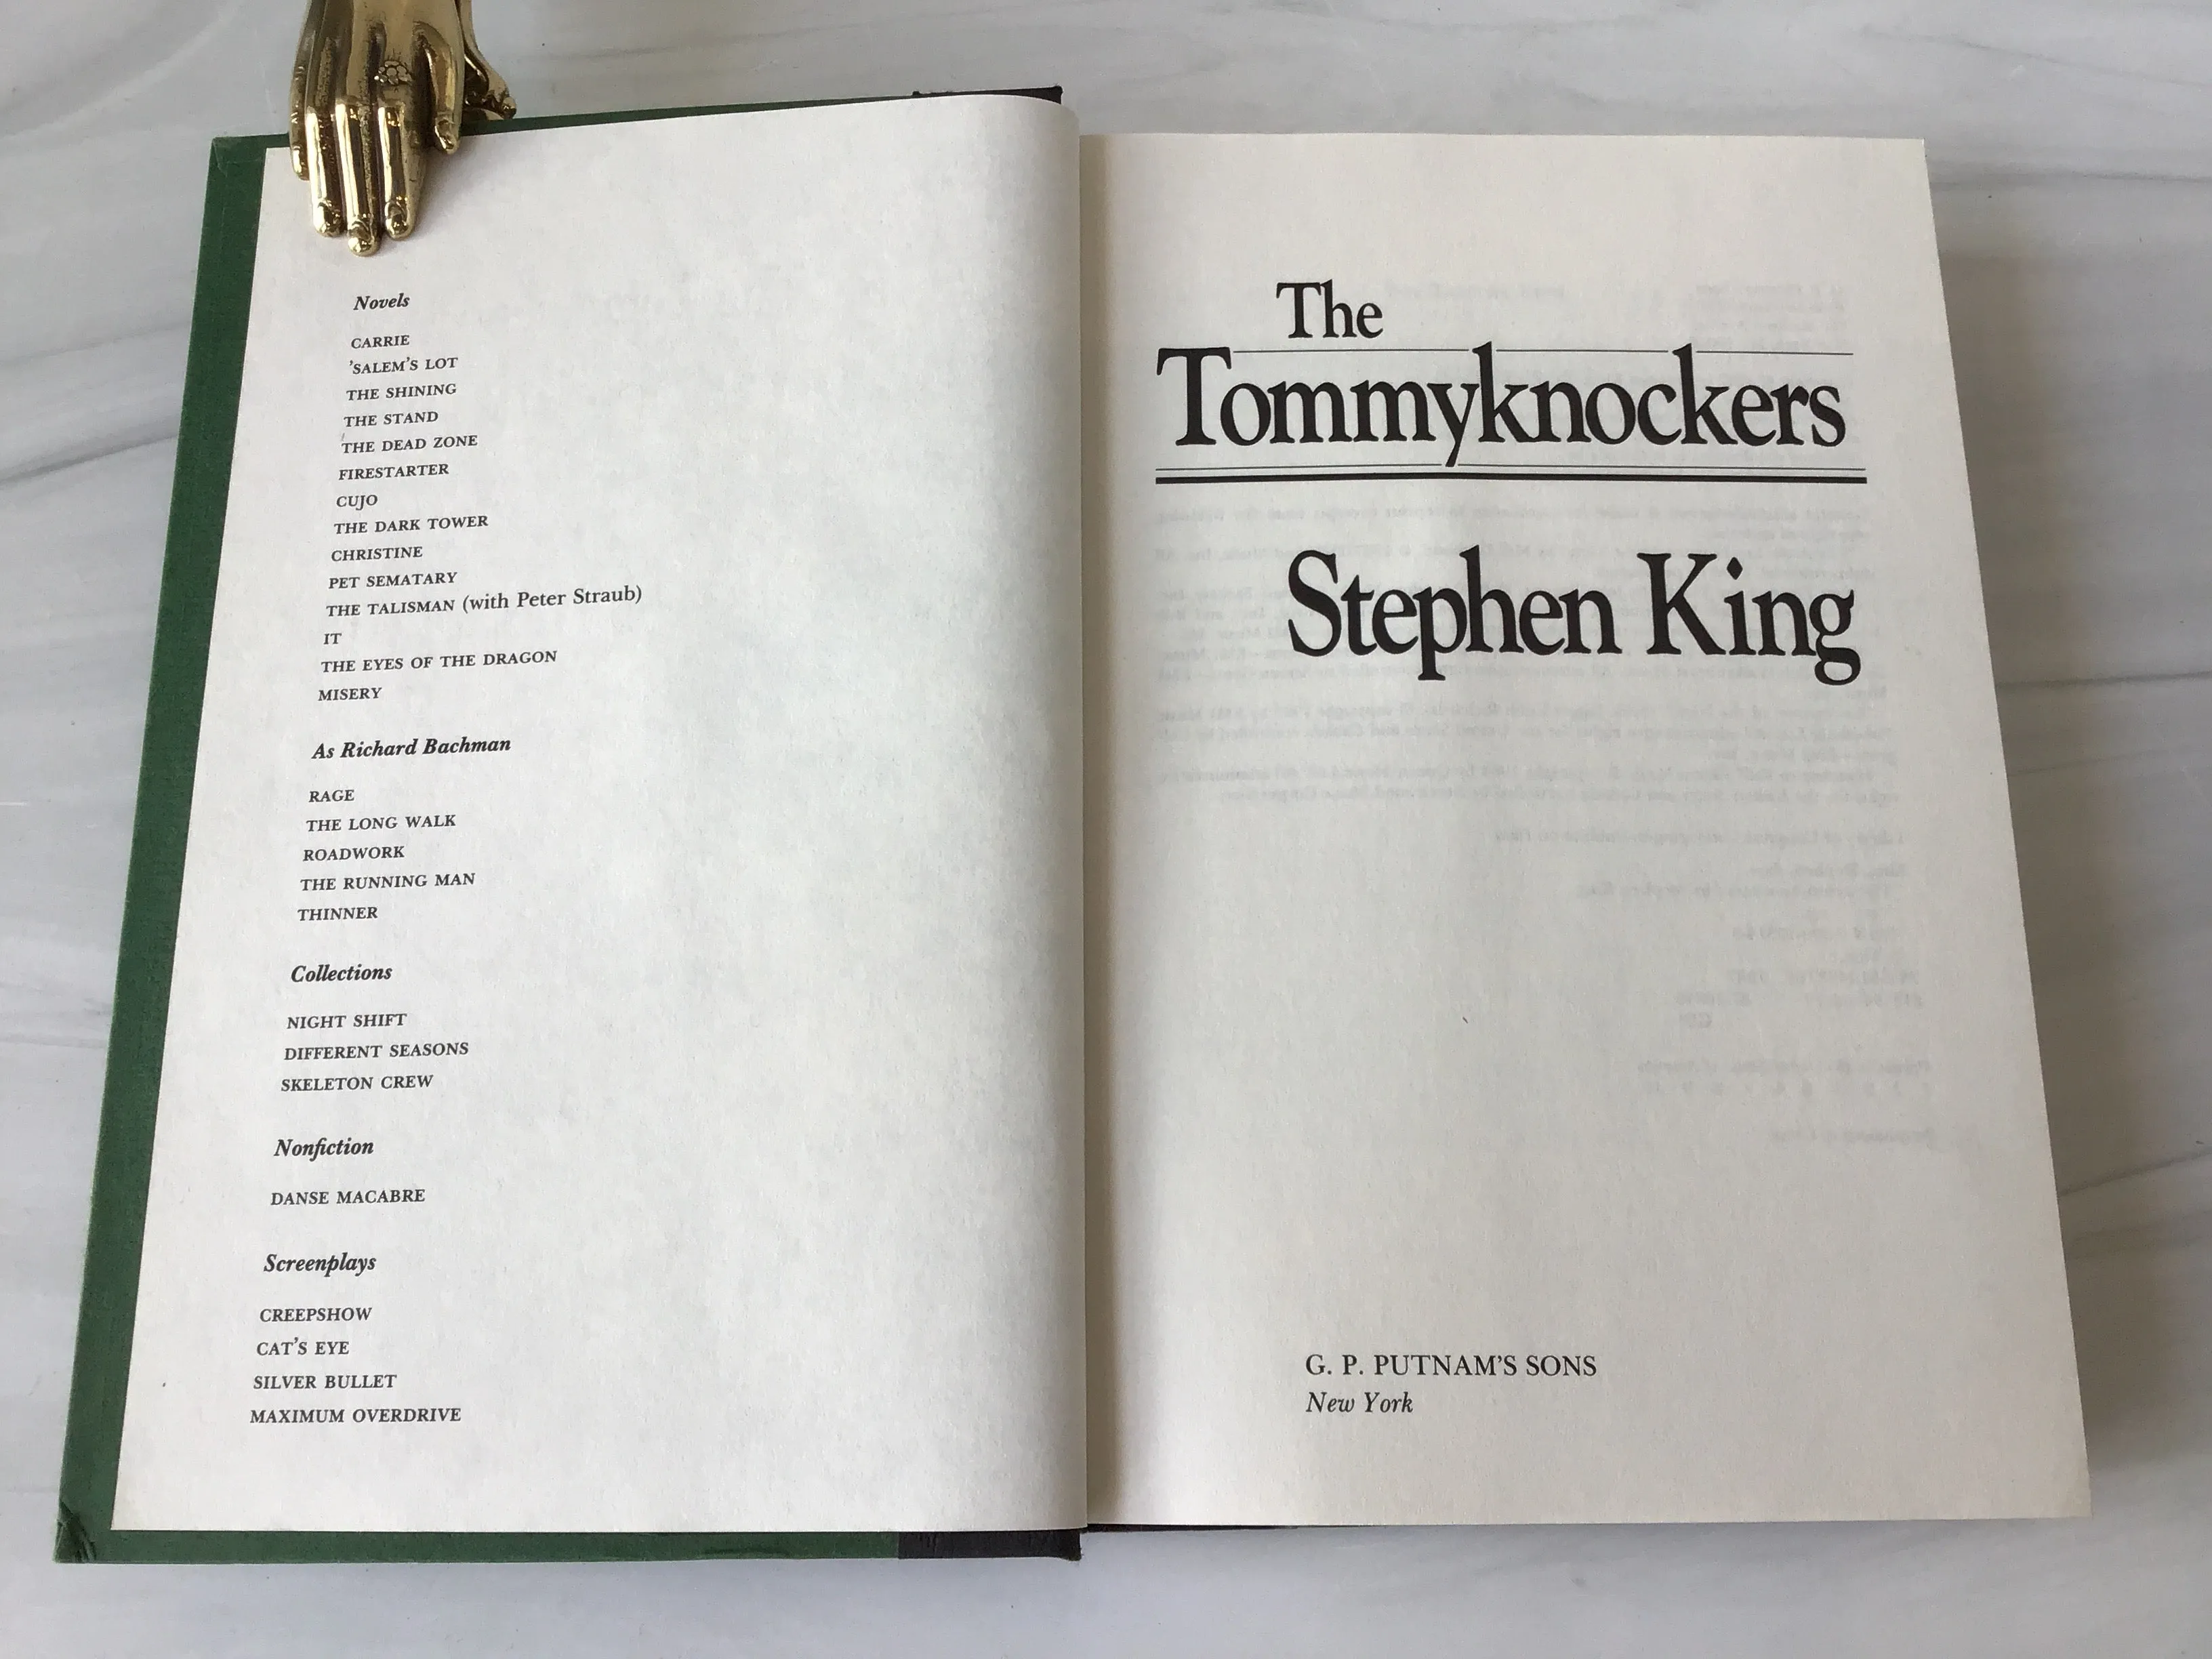 Novels
CARRIE
'SALEM'S LOT
THE SHINING
THE STAND
THE DEAD ZONE
FIRESTARTER
CUJO
THE DARK TOWER
CHRISTINE
PET SEMATARY
THE TALISMAN (with Peter Straub)
IT
THE EYES OF THE DRAGON
MISERY
As Richard Bachman
RAGE
THE LONG WALK
ROADWORK
THE RUNNING MAN
THINNER
Collections
NIGHT SHIFT
DIFFERENT SEASONS
SKELETON CREW
Nonfiction
DANSE MACABRE
Screenplays
CREEPSHOW
CAT'S EYE
SILVER BULLET
MAXIMUM OVERDRIVE
The
Tommyknockers
Stephen King
G. P. PUTNAM'S SONS
New York